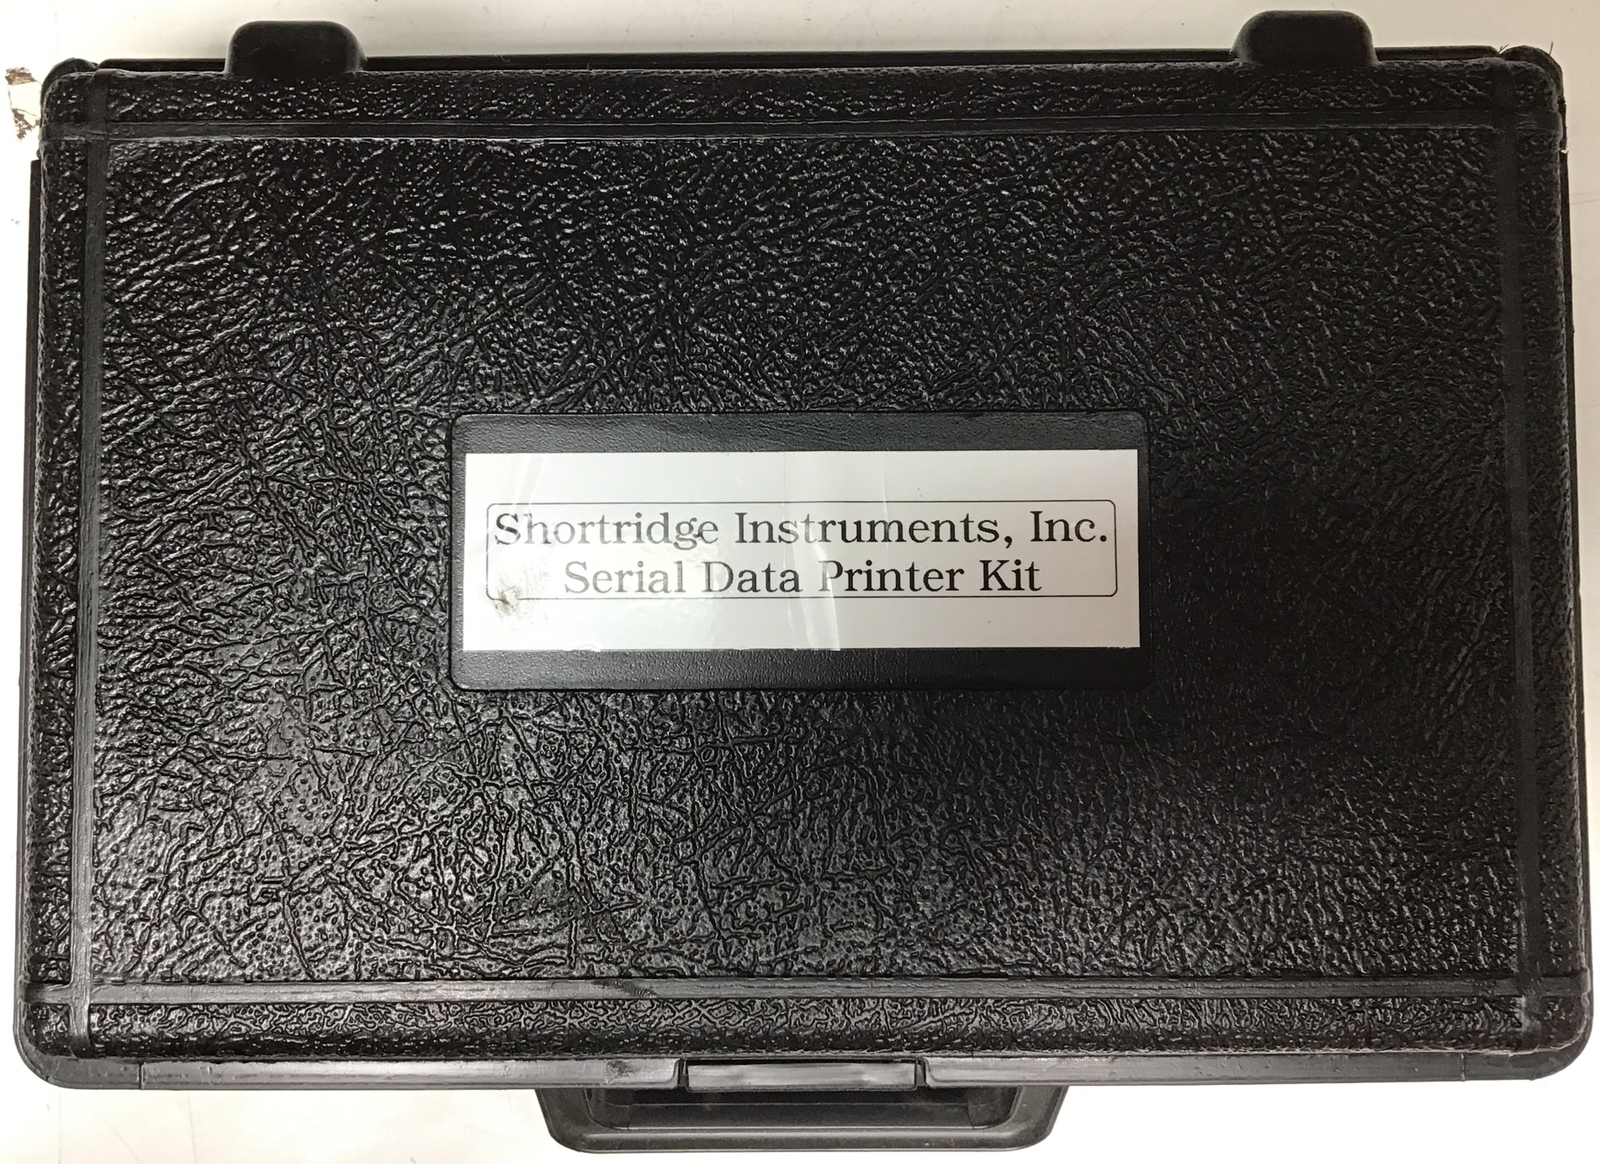 Shortridge Instruments, Inc.
Serial Data Printer Kit